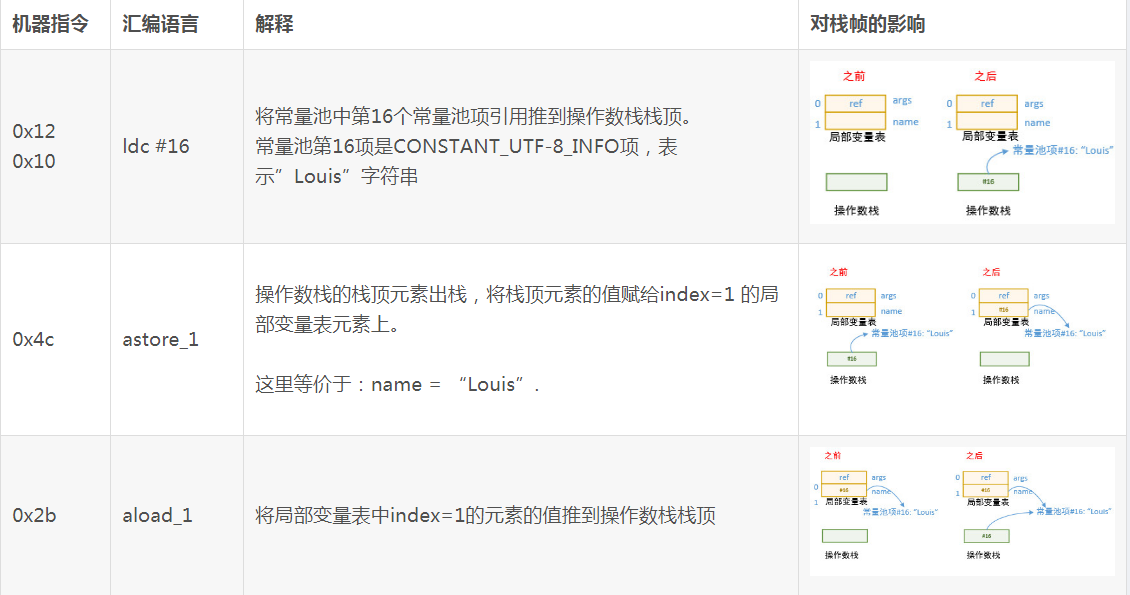 机器指令 汇编语言 解释 对栈帧的影响
0x12
0x10
ldc #16
将常量池中第16个常量池项引用推到操作数栈栈顶。
常量池第16项是CONSTANT_UTF-8_INFO项，表
示”Louis”字符串
之前 之后
0 ref args 0 ref args
1 name 1 name
局部变量表 局部变量表
常量池项#16: “Louis”
#16
操作数栈 操作数栈
0x4c
astore_1
操作数栈的栈顶元素出栈，将栈顶元素的值赋给index=1 的局
部变量表元素上。
这里等价于：name = “Louis”.
之前 之后
0 ref args 0 ref args
1 name 1 #16 name
局部变量表 局部变量表
常量池项#16: “Louis” 常量池项#16: “Louis”
#16
操作数栈 操作数栈
0x2b
aload_1
将局部变量表中index=1的元素的值推到操作数栈栈顶
之前 之后
ref args 0 ref args
0 #16 name 1 #16 name
1 局部变量表 局部变量表
常量池项#16: “Louis” 常量池项#16: “Louis”
#16
操作数栈 操作数栈